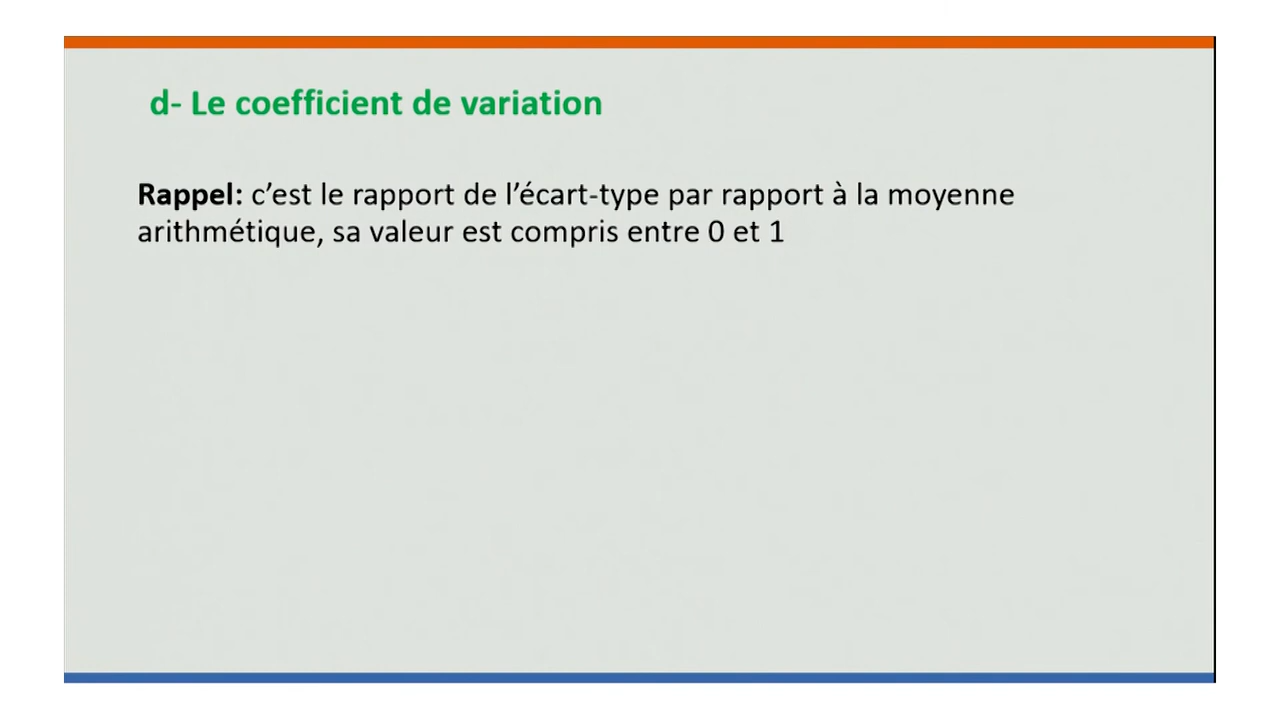 d- Le coefficient de variation
Rappel: c’est le rapport de l’écart-type par rapport à la moyenne
arithmétique, sa valeur est compris entre 0 et 1